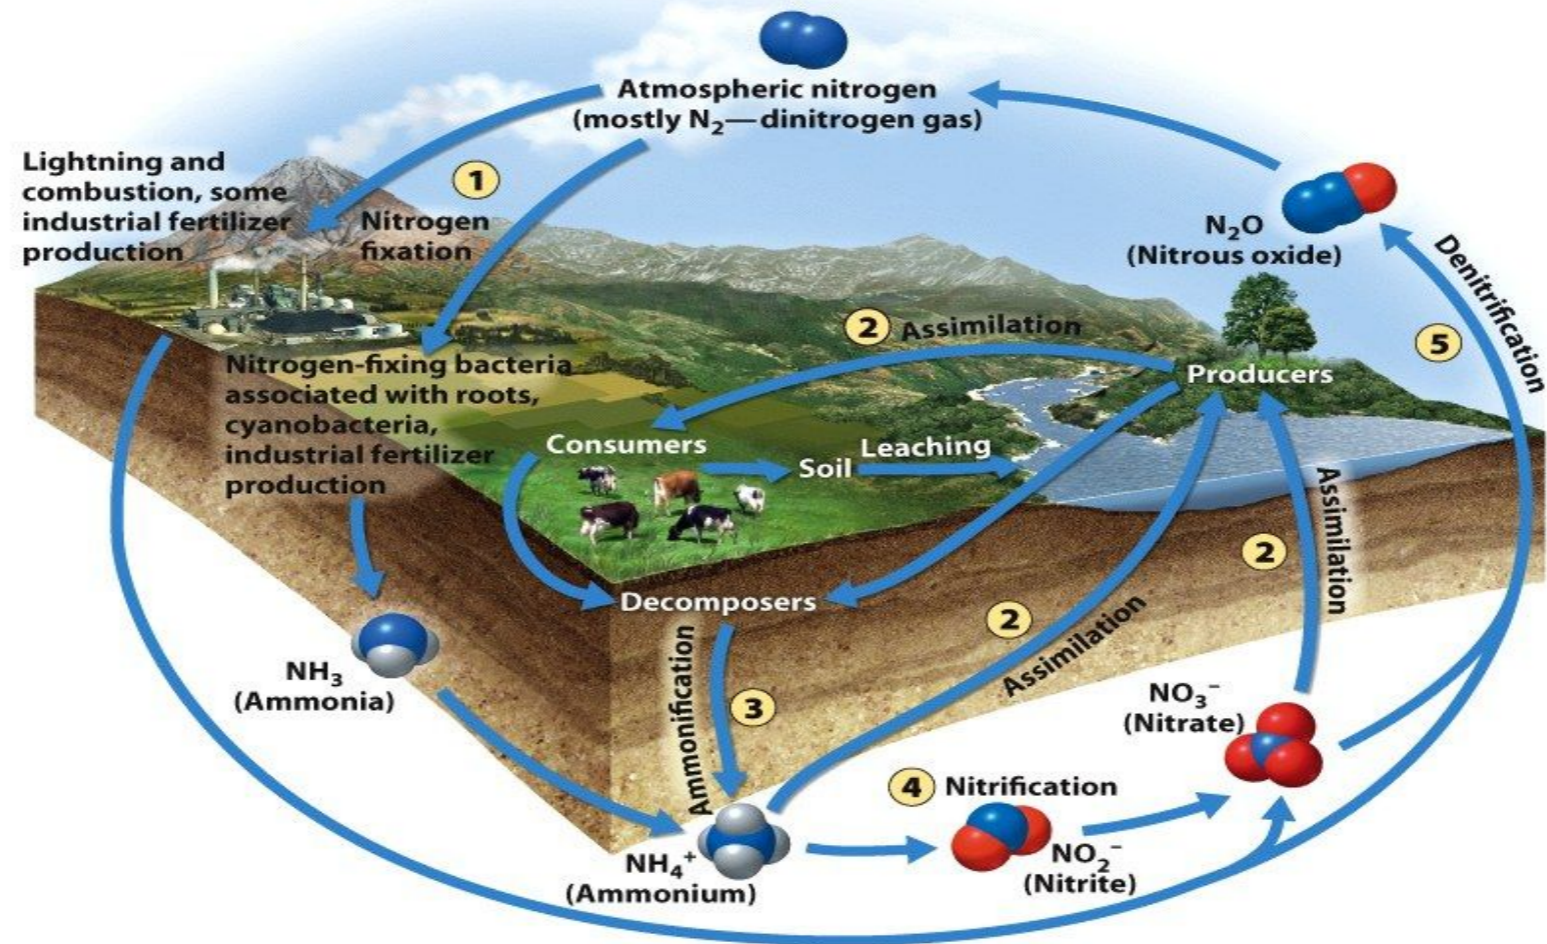 Atmospheric nitrogen
(mostly N₂—dinitrogen gas)
Lightning and
combustion, some
industrial fertilizer
production
1
Nitrogen
fixation
N₂O
(Nitrous oxide)
Denitrification
5
2 Assimilation
Producers
Nitrogen-fixing bacteria
associated with roots,
cyanobacteria,
industrial fertilizer
production
Consumers
Soil
Leaching
Assimilation
2
Decomposers
2
Assimilation
Ammonification
3
NH₃
(Ammonia)
NO₃⁻
(Nitrate)
4 Nitrification
NH₄⁺
(Ammonium)
NO₂⁻
(Nitrite)